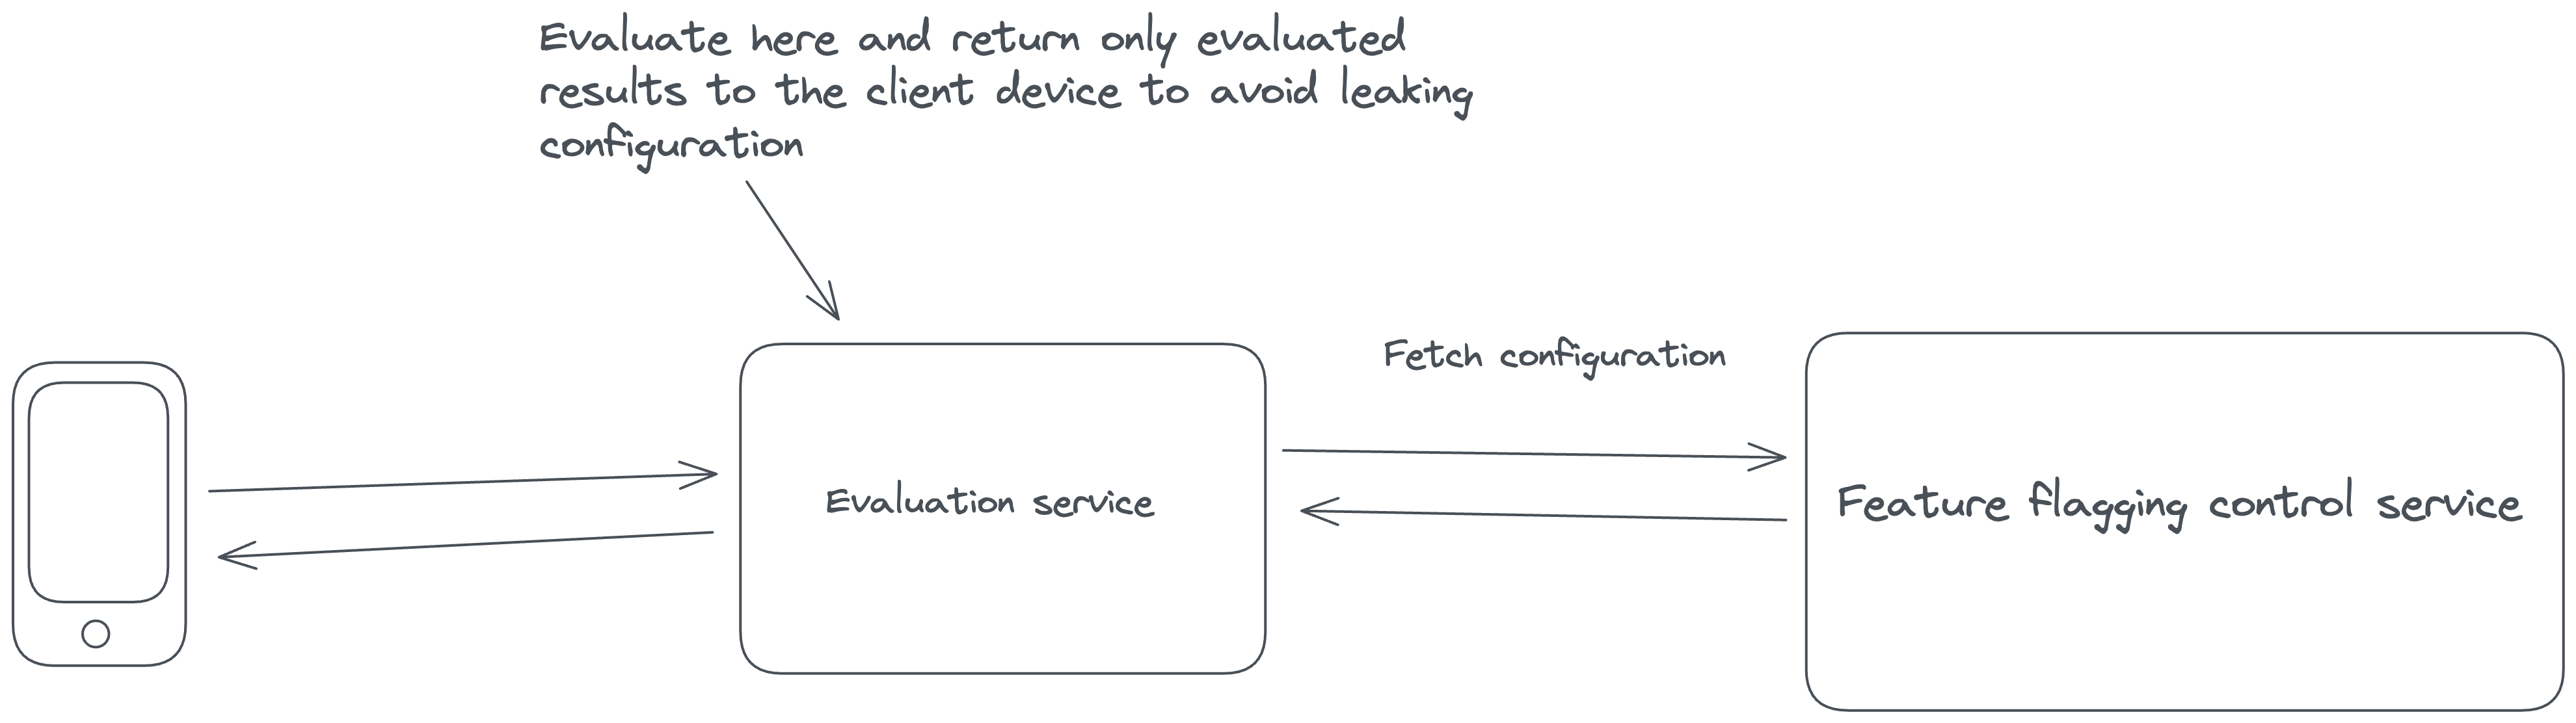 Evaluate here and return only evaluated
results to the client device to avoid leaking
configuration
Fetch configuration
Evaluation service
Feature flagging control service